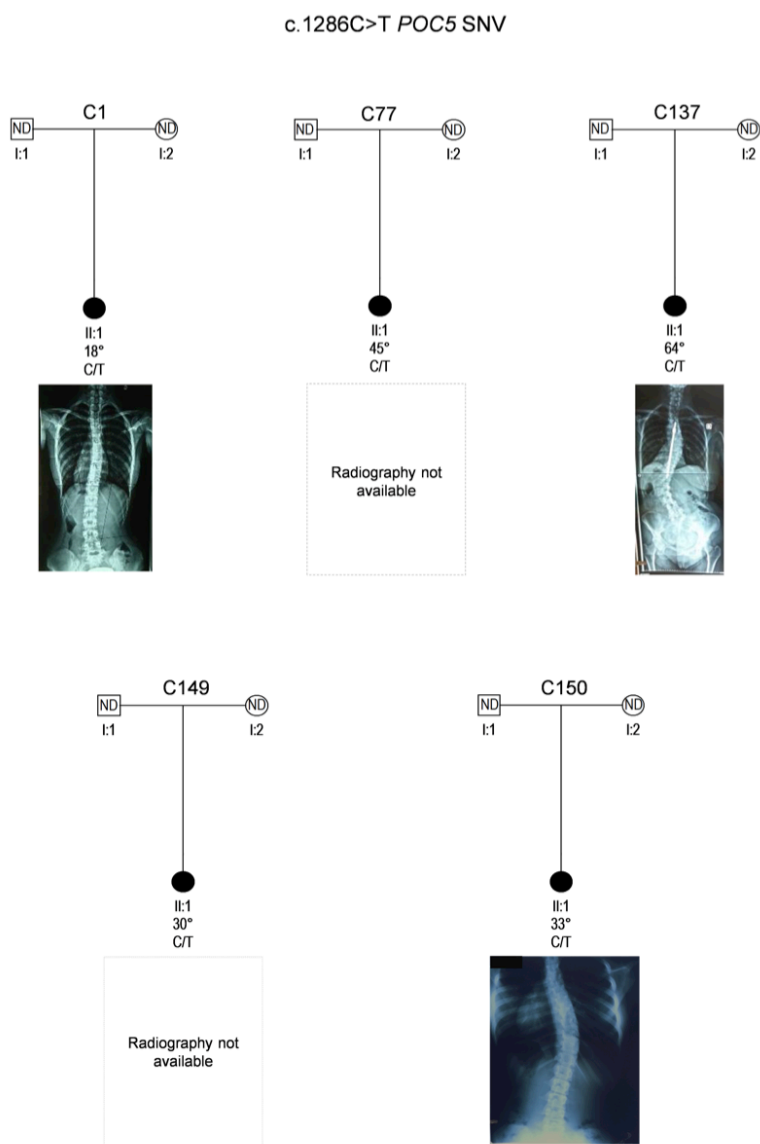 c.1286C>T POC5 SNV
C1
ND
ND
I:1
I:2
II:1
18°
C/T
C77
ND
ND
I:1
I:2
II:1
45°
C/T
Radiography not
available
C137
ND
ND
I:1
I:2
II:1
64°
C/T
C149
ND
ND
I:1
I:2
II:1
30°
C/T
Radiography not
available
C150
ND
ND
I:1
I:2
II:1
33°
C/T